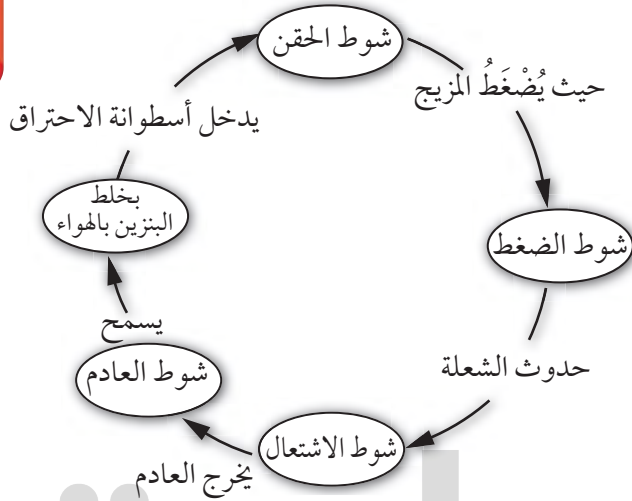 شوط الحقن
حيث يُضْغَطُ المزيج
شوط الضغط
حدوث الشعلة
شوط الاشتعال
يخرج العادم
شوط العادم
يسمح
بخلط
البنزين بالهواء
يدخل أسطوانة الاحتراق